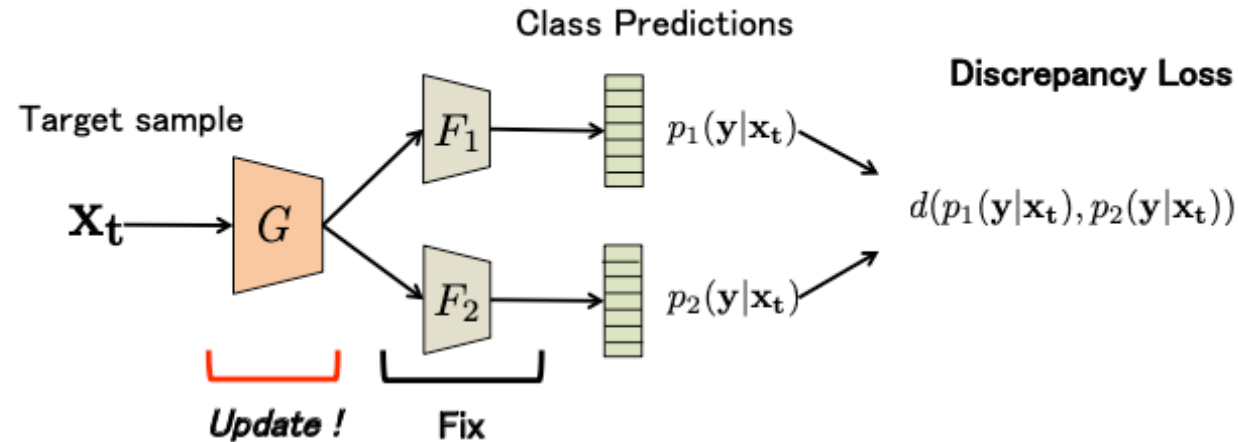 Class Predictions
Discrepancy Loss
Target sample
F₁
p₁(y|xₜ)
xₜ
G
d(p₁(y|xₜ), p₂(y|xₜ))
F₂
p₂(y|xₜ)
Update !
Fix